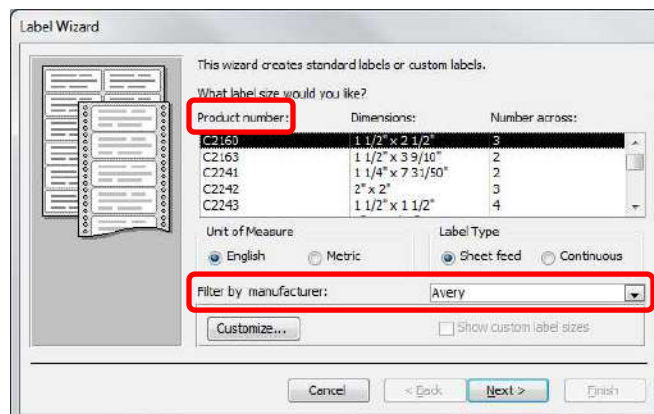 Label Wizard
This wizard creates standard labels or custom labels.
What label size would you like?
Product number: Dimensions: Number across:
C2160 1 1/2" x 2 1/2" 3
C2163 1 1/2" x 3 9/10" 2
C2241 1 1/4" x 7 31/50" 2
C2242 2" x 2" 3
C2243 1 1/2" x 1 1/2" 4
Unit of Measure Label Type
English Metric Sheet feed Continuous
Filter by manufacturer: Avery
Customize... Show custom label sizes
Cancel < Back Next > Finish